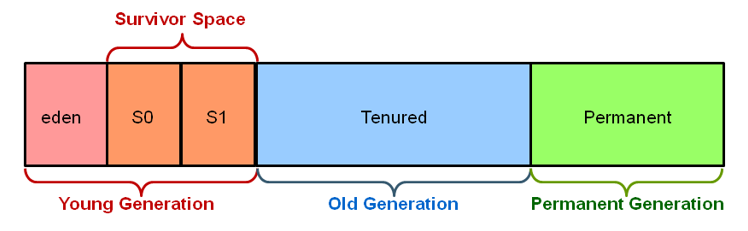 Survivor Space
eden
S0
S1
Tenured
Permanent
Young Generation
Old Generation
Permanent Generation